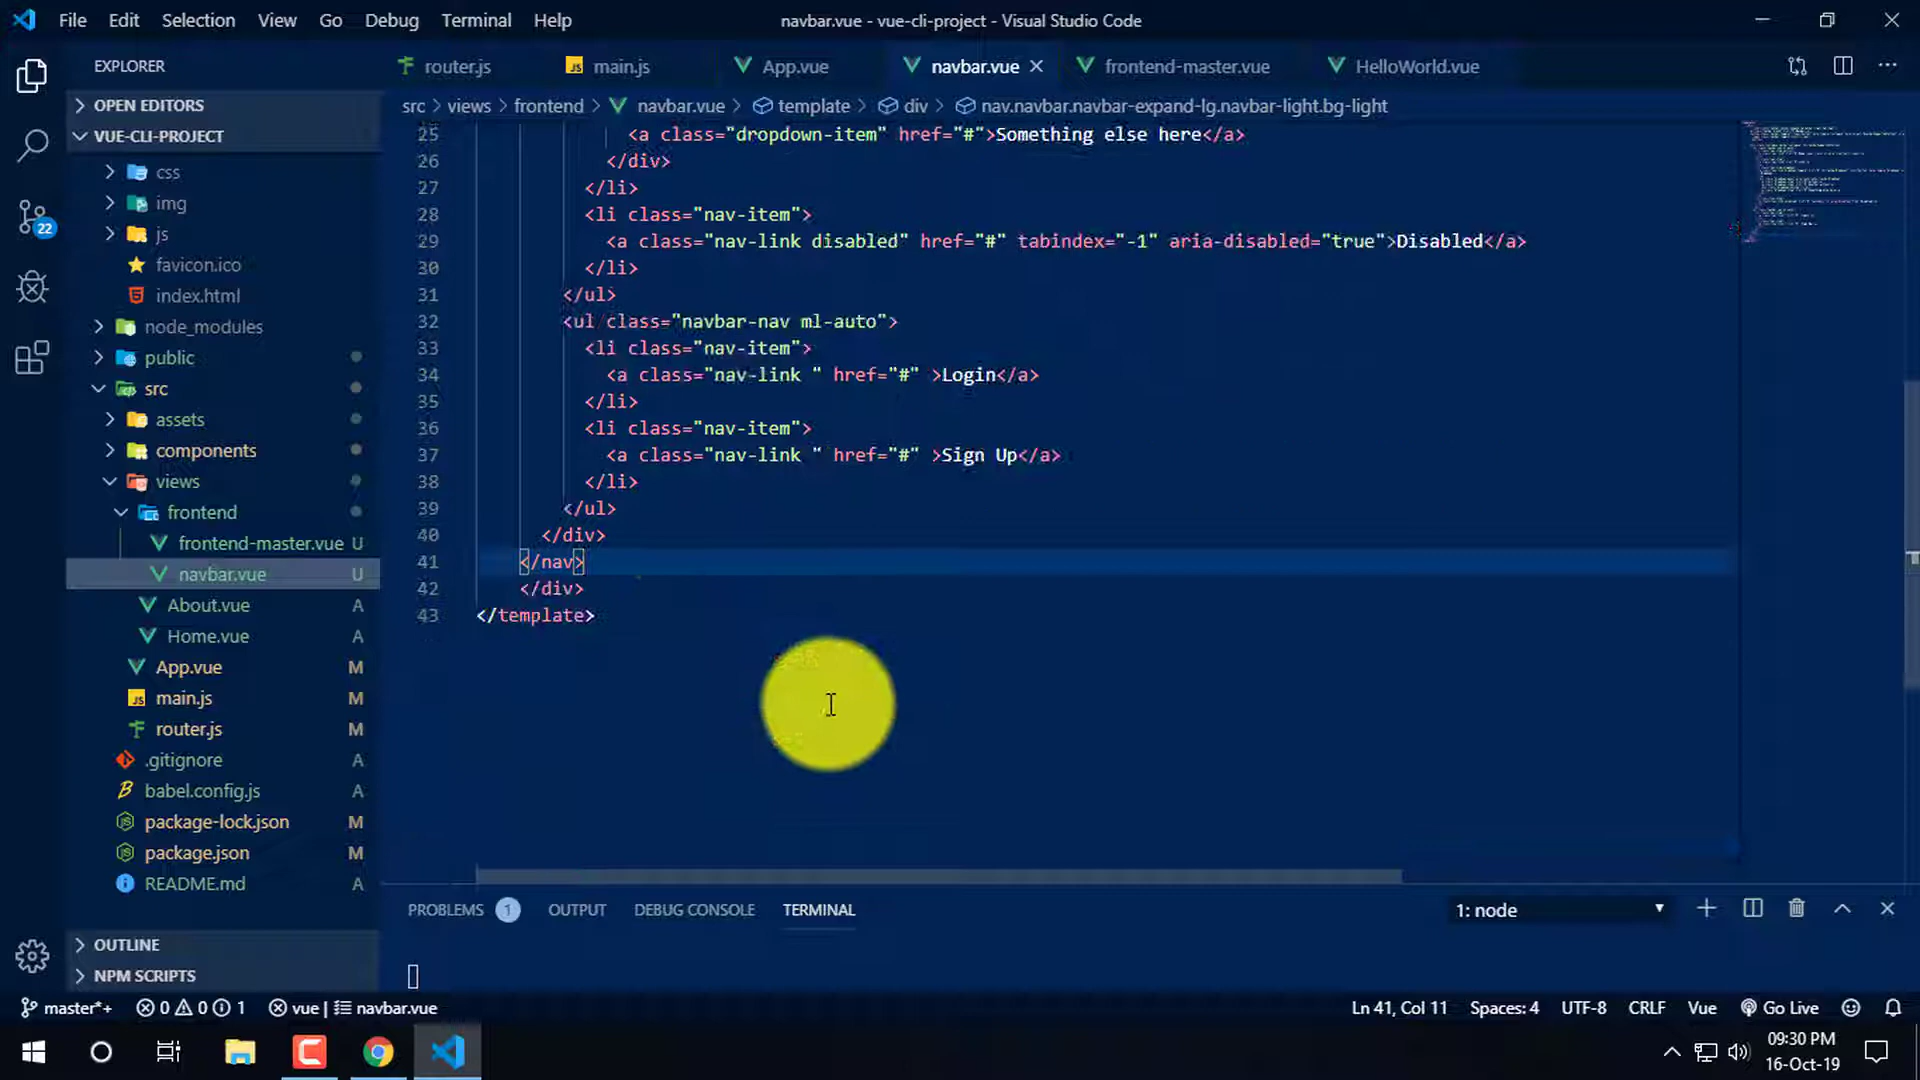 File Edit Selection View Go Debug Terminal Help navbar.vue - vue-cli-project - Visual Studio Code
EXPLORER
OPEN EDITORS
VUE-CLI-PROJECT
css
img
js
favicon.ico
index.html
node_modules
public
src
assets
components
views
frontend
frontend-master.vue U
navbar.vue U
About.vue A
Home.vue A
App.vue M
main.js M
router.js M
.gitignore A
babel.config.js A
package-lock.json M
package.json M
README.md A
OUTLINE
NPM SCRIPTS
22
router.js main.js App.vue navbar.vue frontend-master.vue HelloWorld.vue
src > views > frontend > navbar.vue > template > div > nav.navbar.navbar-expand-lg.navbar-light.bg-light
25 <a class="dropdown-item" href="#">Something else here</a>
26 </div>
27 </li>
28 <li class="nav-item">
29 <a class="nav-link disabled" href="#" tabindex="-1" aria-disabled="true">Disabled</a>
30 </li>
31 </ul>
32 <ul class="navbar-nav ml-auto">
33 <li class="nav-item">
34 <a class="nav-link " href="#" >Login</a>
35 </li>
36 <li class="nav-item">
37 <a class="nav-link " href="#" >Sign Up</a>
38 </li>
39 </ul>
40 </div>
41 </nav>
42 </div>
43 </template>
PROBLEMS 1 OUTPUT DEBUG CONSOLE TERMINAL 1: node
master*+ 0 0 1 vue | navbar.vue Ln 41, Col 11 Spaces: 4 UTF-8 CRLF Vue Go Live
09:30 PM
16-Oct-19